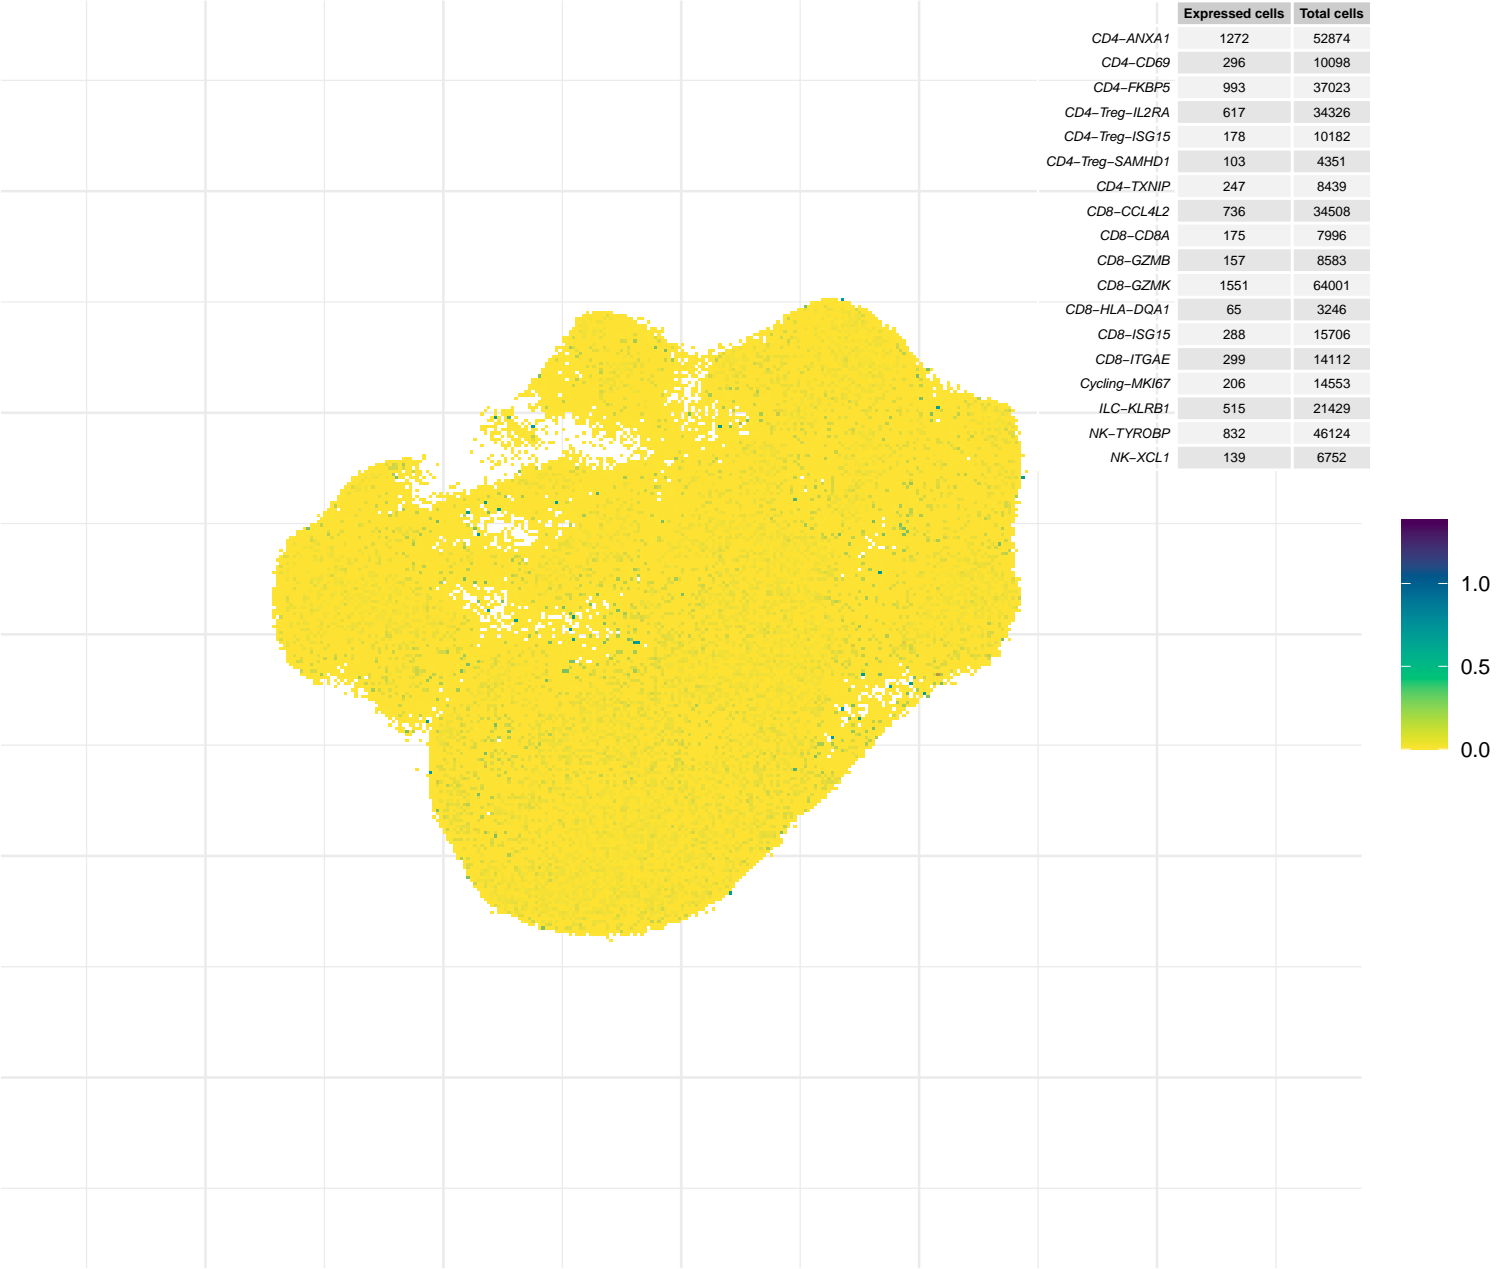 Expressed cells Total cells
CD4−ANXA1 1272 52874
CD4−CD69 296 10098
CD4−FKBP5 993 37023
CD4−Treg−IL2RA 617 34326
CD4−Treg−ISG15 178 10182
CD4−Treg−SAMHD1 103 4351
CD4−TXNIP 247 8439
CD8−CCL4L2 736 34508
CD8−CD8A 175 7996
CD8−GZMB 157 8583
CD8−GZMK 1551 64001
CD8−HLA−DQA1 65 3246
CD8−ISG15 288 15706
CD8−ITGAE 299 14112
Cycling−MKI67 206 14553
ILC−KLRB1 515 21429
NK−TYROBP 832 46124
NK−XCL1 139 6752
1.0
0.5
0.0